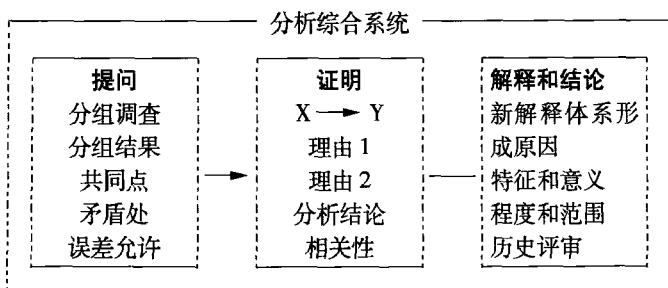 分析综合系统
提问
分组调查
分组结果
共同点
矛盾处
误差允许
证明
X → Y
理由1
理由2
分析结论
相关性
解释和结论
新解释体系形
成原因
特征和意义
程度和范围
历史评审